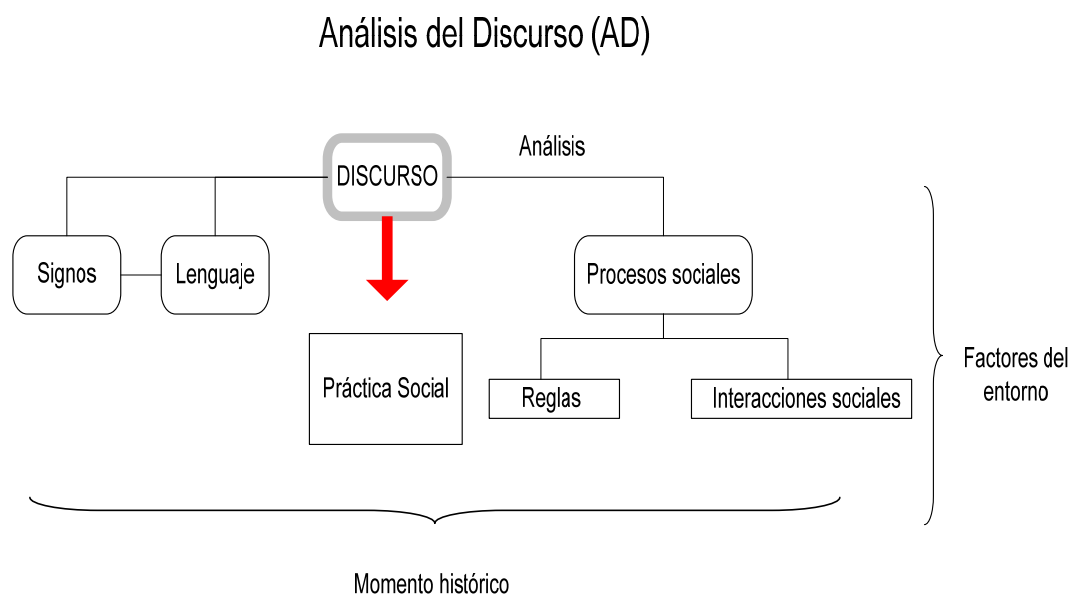 Análisis del Discurso (AD)
Análisis
DISCURSO
Signos
Lenguaje
Procesos sociales
Práctica Social
Reglas
Interacciones sociales
Factores del
entorno
Momento histórico